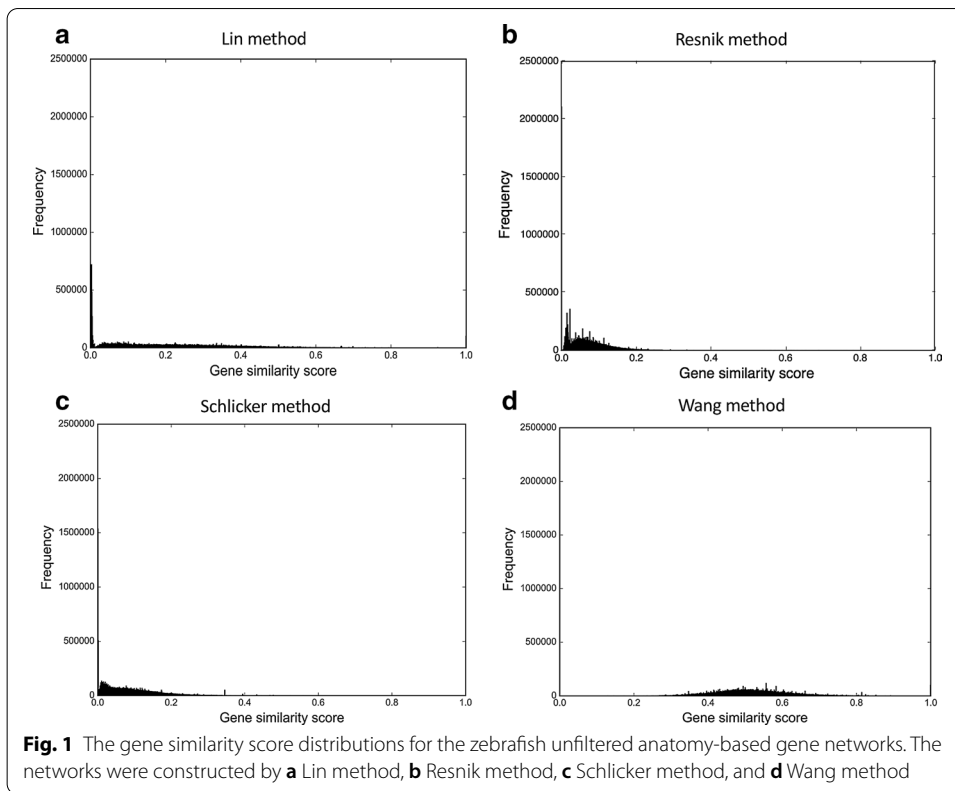 a
Lin method
2500000
2000000
1500000
1000000
500000
0
0.0 0.2 0.4 0.6 0.8 1.0
Frequency
Gene similarity score
b
Resnik method
2500000
2000000
1500000
1000000
500000
0
0.0 0.2 0.4 0.6 0.8 1.0
Frequency
Gene similarity score
c
Schlicker method
2500000
2000000
1500000
1000000
500000
0
0.0 0.2 0.4 0.6 0.8 1.0
Frequency
Gene similarity score
d
Wang method
2500000
2000000
1500000
1000000
500000
0
0.0 0.2 0.4 0.6 0.8 1.0
Frequency
Gene similarity score
Fig. 1 The gene similarity score distributions for the zebrafish unfiltered anatomy-based gene networks. The
networks were constructed by a Lin method, b Resnik method, c Schlicker method, and d Wang method